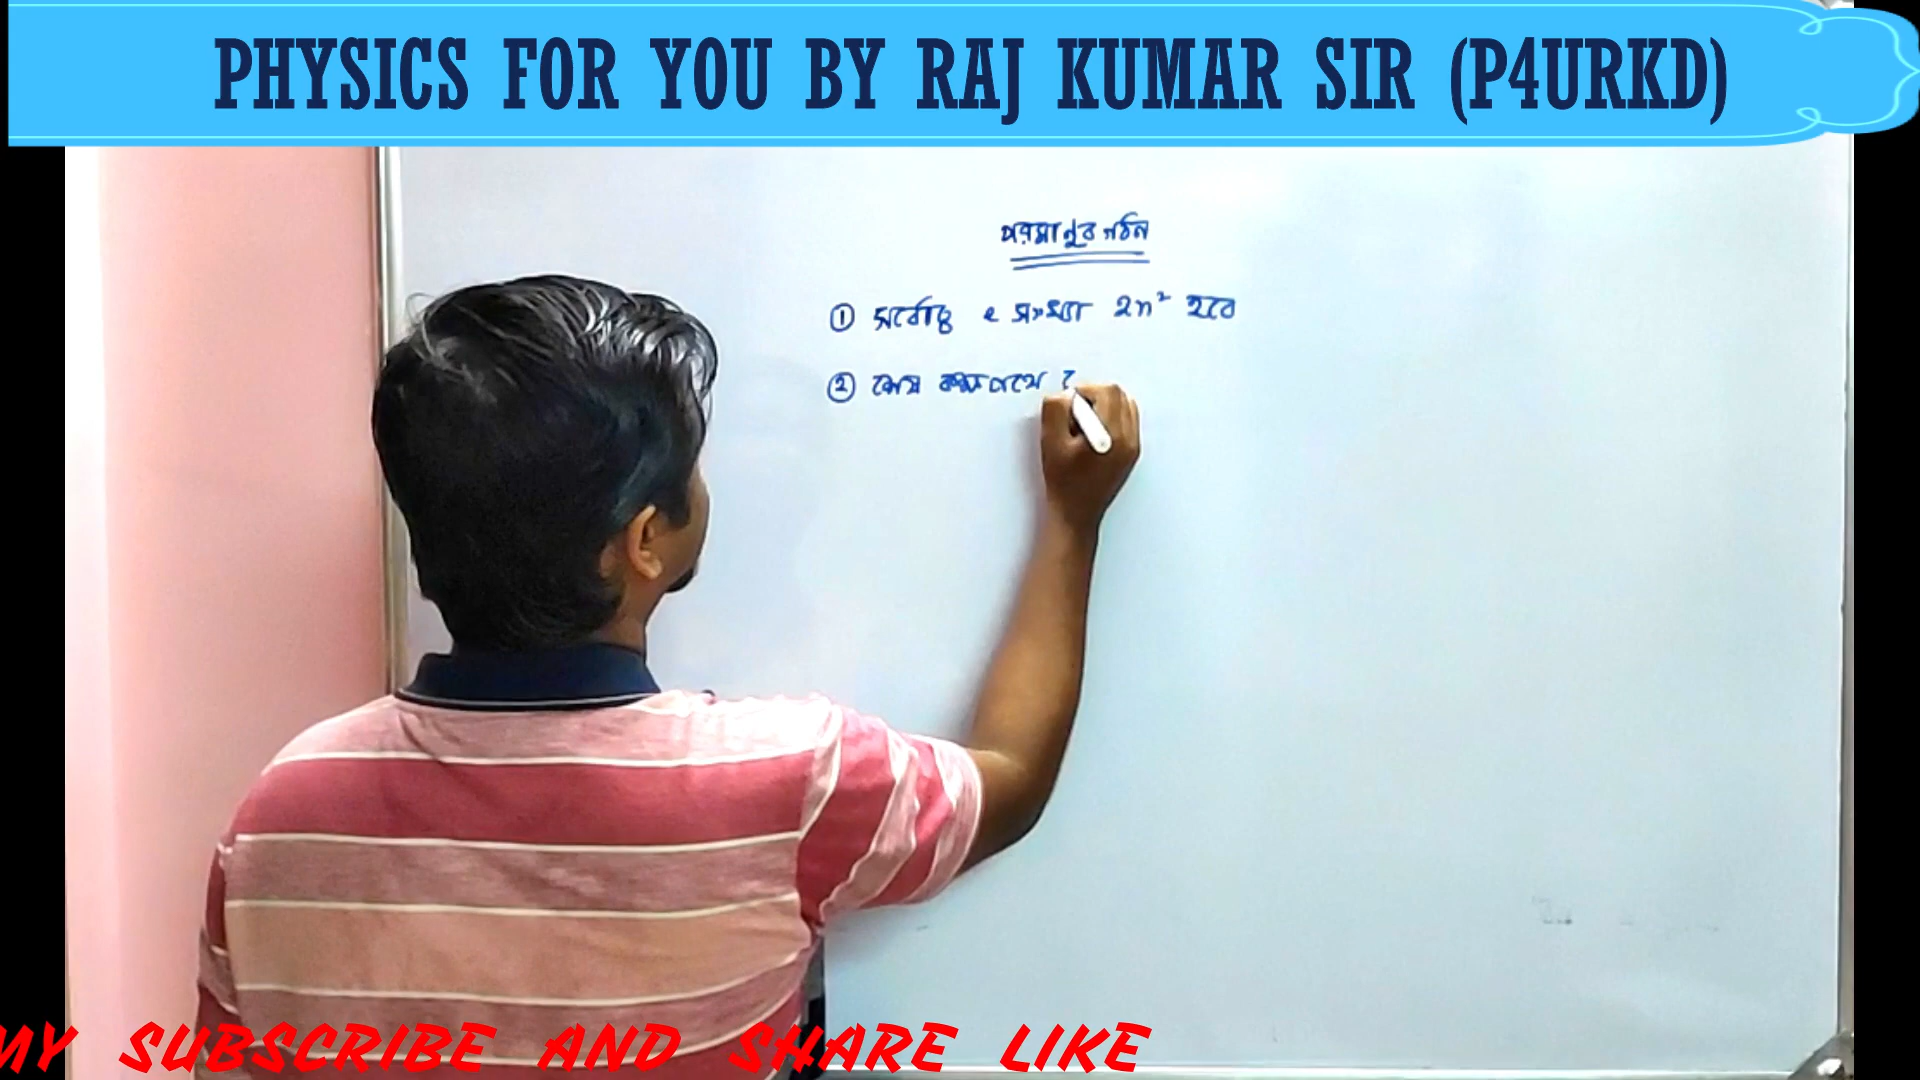 PHYSICS FOR YOU BY RAJ KUMAR SIR (P4URKD)
পরমানুর গঠন
① সর্বোচ্চ e সংখ্যা 2n² হবে
② শেষ কক্ষপথে
MY SUBSCRIBE AND SHARE LIKE